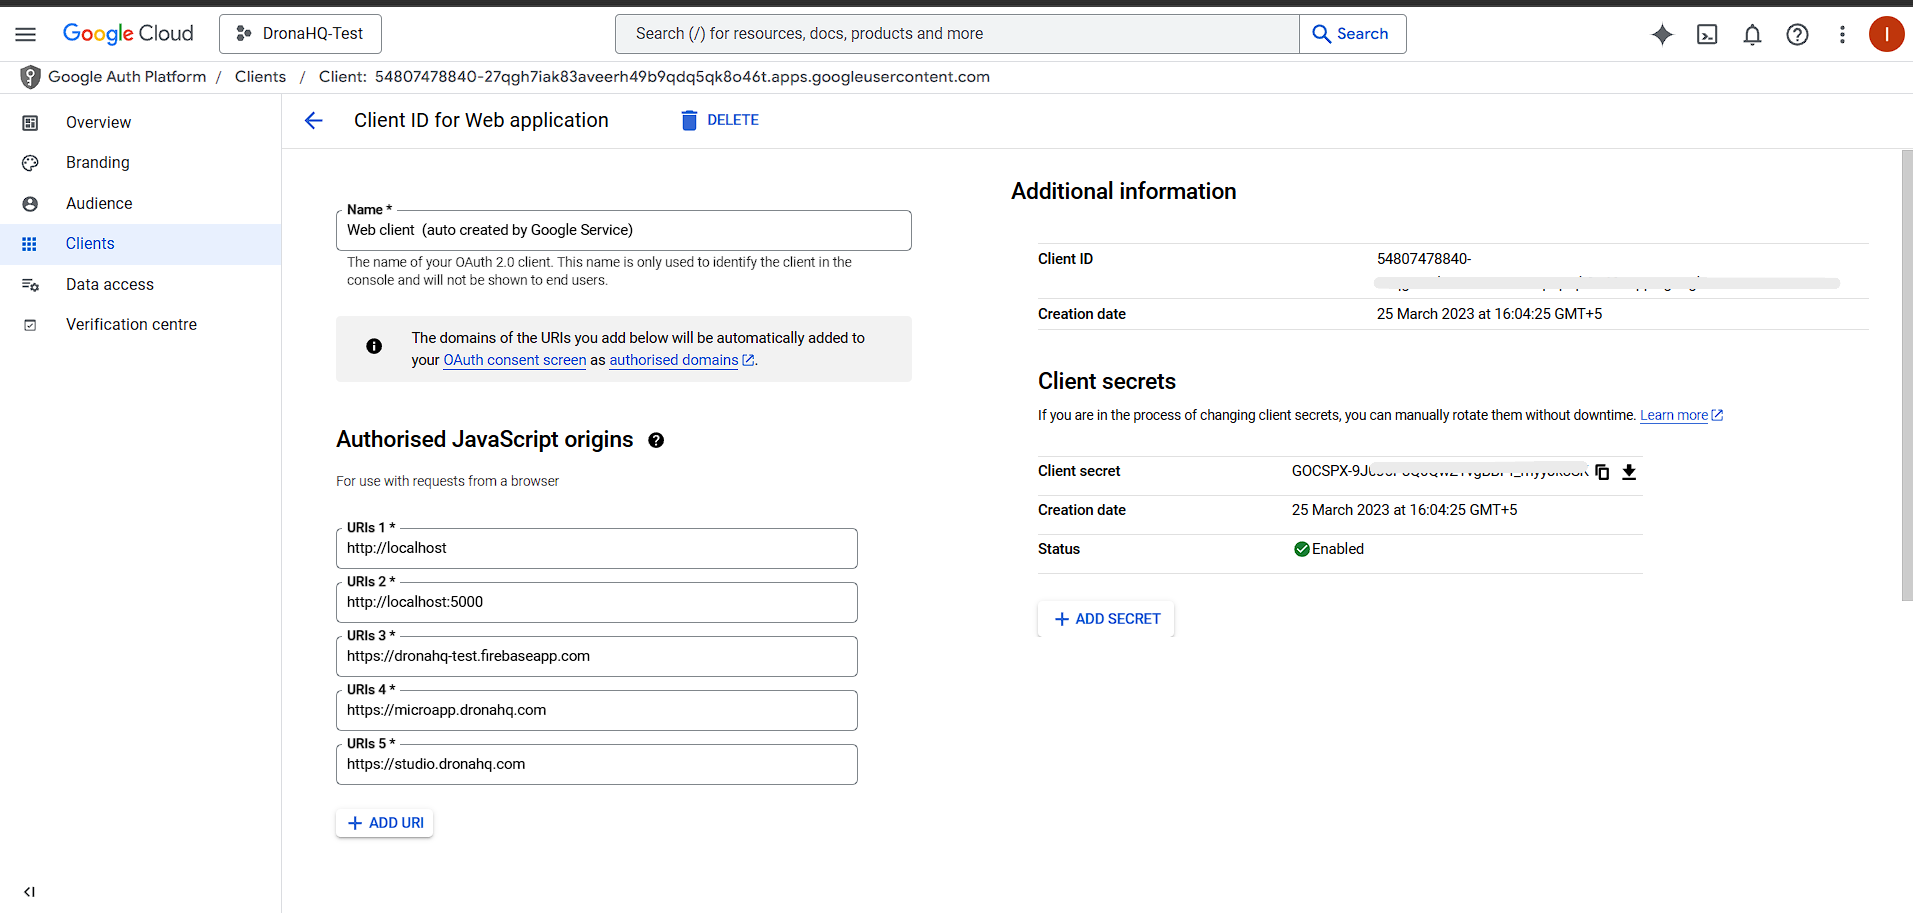 Google Cloud
DronaHQ-Test
Search (/) for resources, docs, products and more
Search
I
Google Auth Platform / Clients / Client: 54807478840-27qgh7iak83aveerh49b9qdq5qk8o46t.apps.googleusercontent.com
Overview
Branding
Audience
Clients
Data access
Verification centre
Client ID for Web application
DELETE
Name *
Web client (auto created by Google Service)
The name of your OAuth 2.0 client. This name is only used to identify the client in the
console and will not be shown to end users.
The domains of the URIs you add below will be automatically added to
your OAuth consent screen as authorised domains.
Authorised JavaScript origins
For use with requests from a browser
URIs 1 *
http://localhost
URIs 2 *
http://localhost:5000
URIs 3 *
https://dronahq-test.firebaseapp.com
URIs 4 *
https://microapp.dronahq.com
URIs 5 *
https://studio.dronahq.com
+ ADD URI
Additional information
Client ID 54807478840-
Creation date 25 March 2023 at 16:04:25 GMT+5
Client secrets
If you are in the process of changing client secrets, you can manually rotate them without downtime. Learn more
Client secret
Creation date 25 March 2023 at 16:04:25 GMT+5
Status Enabled
+ ADD SECRET